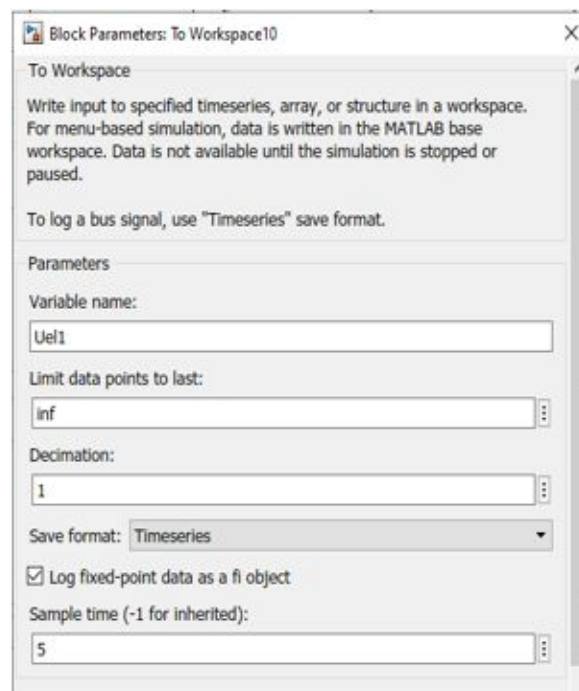 Block Parameters: To Workspace10
To Workspace
Write input to specified timeseries, array, or structure in a workspace.
For menu-based simulation, data is written in the MATLAB base
workspace. Data is not available until the simulation is stopped or
paused.
To log a bus signal, use "Timeseries" save format.
Parameters
Variable name:
Uel1
Limit data points to last:
inf
Decimation:
1
Save format: Timeseries
Log fixed-point data as a fi object
Sample time (-1 for inherited):
5